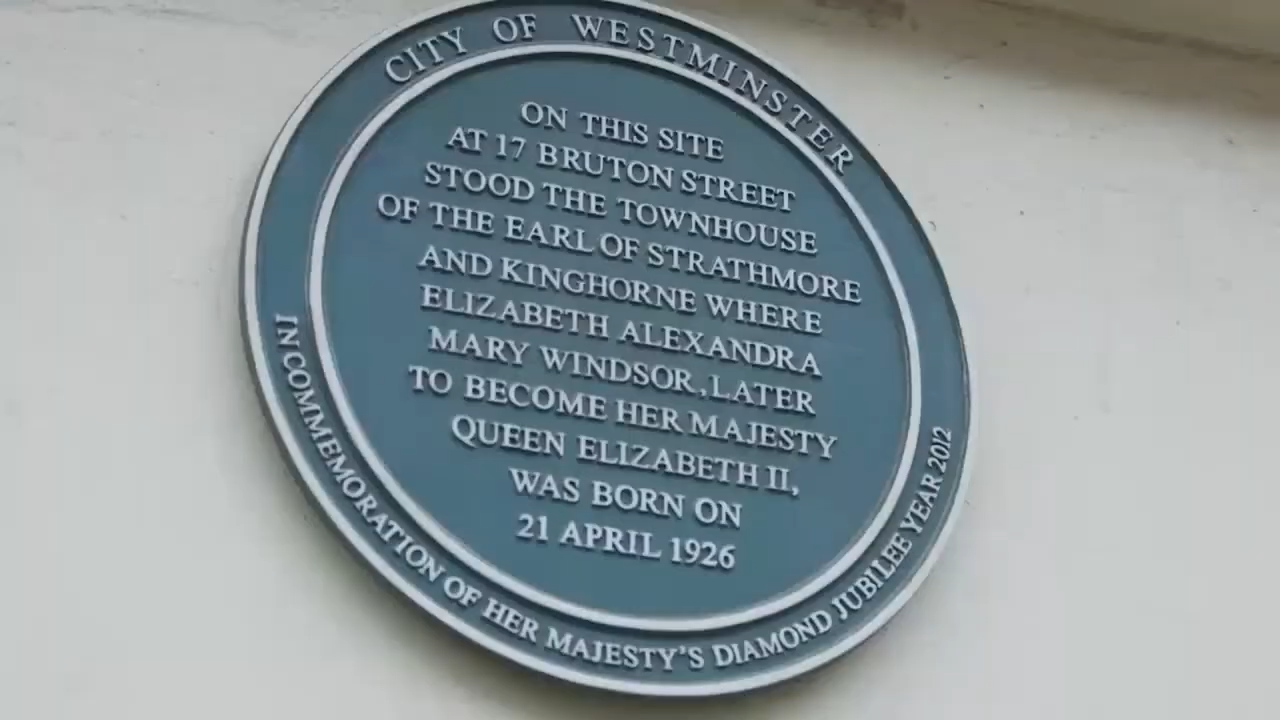 CITY OF WESTMINSTER
ON THIS SITE
AT 17 BRUTON STREET
STOOD THE TOWNHOUSE
OF THE EARL OF STRATHMORE
AND KINGHORNE WHERE
ELIZABETH ALEXANDRA
MARY WINDSOR, LATER
TO BECOME HER MAJESTY
QUEEN ELIZABETH II,
WAS BORN ON
21 APRIL 1926
IN COMMEMORATION OF HER MAJESTY'S DIAMOND JUBILEE YEAR 2012